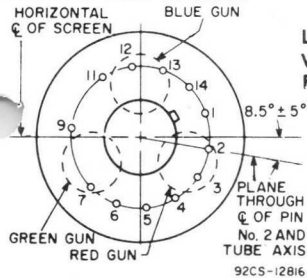 HORIZONTAL
℄ OF SCREEN
BLUE GUN
L
12
13
11
14
1
8.5° ± 5°
9
2
3
7
4
6
5
PLANE
THROUGH
℄ OF PIN
No. 2 AND
TUBE AXIS
GREEN GUN
RED GUN
92CS-12816